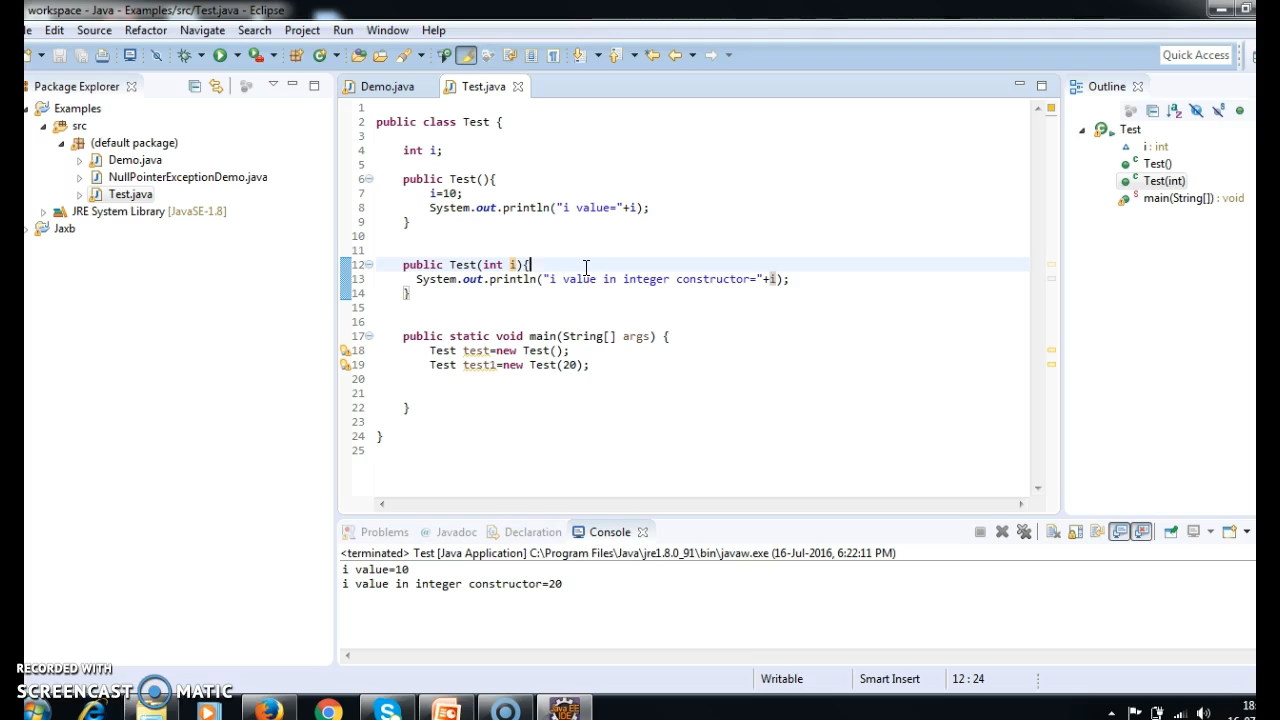 workspace - Java - Examples/src/Test.java - Eclipse
Edit Source Refactor Navigate Search Project Run Window Help
Quick Access
Package Explorer
Demo.java Test.java
Outline
Examples
src
(default package)
Demo.java
NullPointerExceptionDemo.java
Test.java
JRE System Library [JavaSE-1.8]
Jaxb
1
2 public class Test {
3
4 int i;
5
6 public Test(){
7 i=10;
8 System.out.println("i value="+i);
9 }
10
11
12 public Test(int i){
13 System.out.println("i value in integer constructor="+i);
14 }
15
16
17 public static void main(String[] args) {
18 Test test=new Test();
19 Test test1=new Test(20);
20
21
22 }
23
24 }
25
Test
i : int
Test()
Test(int)
main(String[]) : void
Problems @ Javadoc Declaration Console
<terminated> Test [Java Application] C:\Program Files\Java\jre1.8.0_91\bin\javaw.exe (16-Jul-2016, 6:22:11 PM)
i value=10
i value in integer constructor=20
Writable Smart Insert 12 : 24
RECORDED WITH
SCREENCAST MATIC
Java EE
IDE
18: